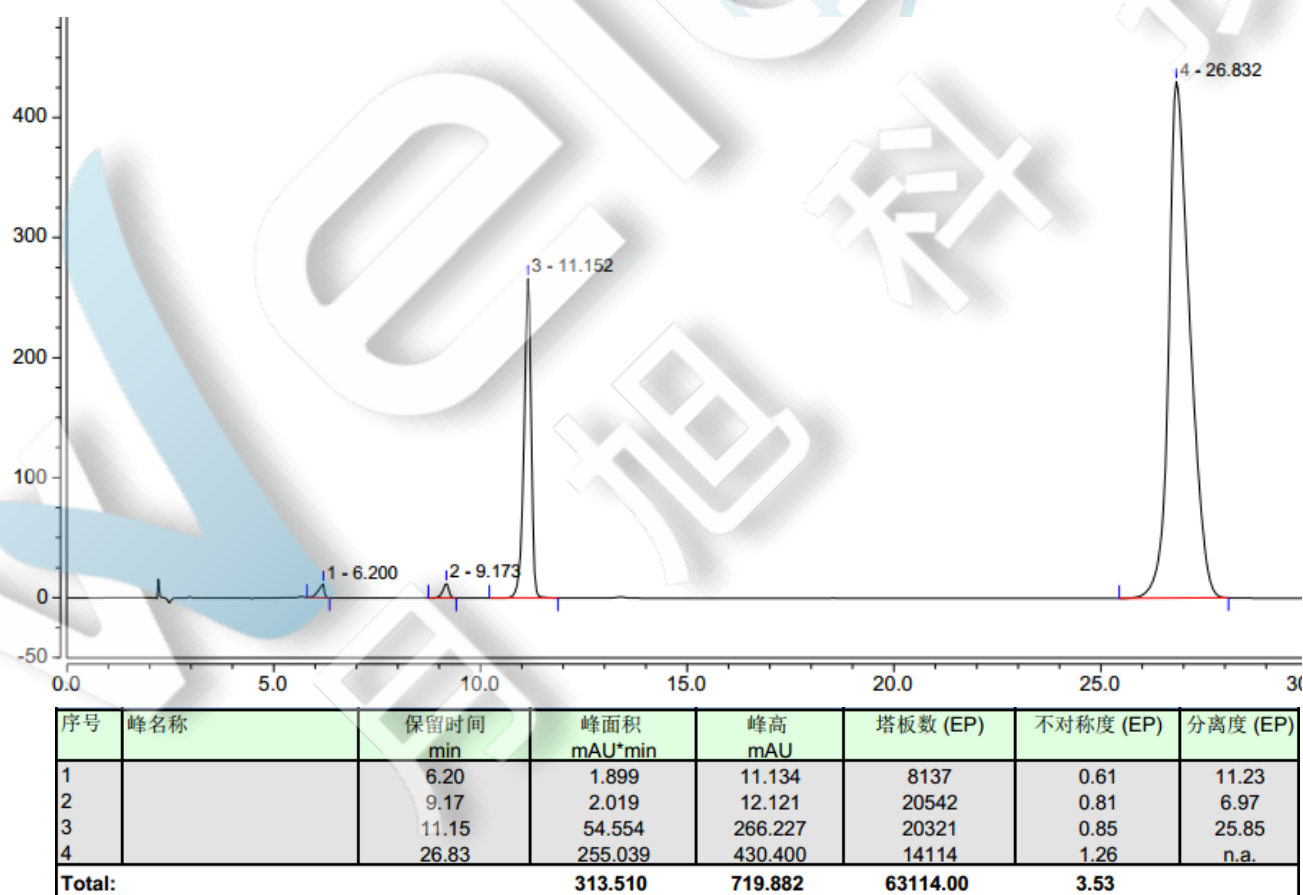 4 - 26.832
400
300
3 - 11.152
200
100
1 - 6.200
2 - 9.173
0
-50
0.0 5.0 10.0 15.0 20.0 25.0 30
序号 峰名称 保留时间 峰面积 峰高 塔板数 (EP) 不对称度 (EP) 分离度 (EP)
min mAU*min mAU
1 6.20 1.899 11.134 8137 0.61 11.23
2 9.17 2.019 12.121 20542 0.81 6.97
3 11.15 54.554 266.227 20321 0.85 25.85
4 26.83 255.039 430.400 14114 1.26 n.a.
Total: 313.510 719.882 63114.00 3.53
月旭科